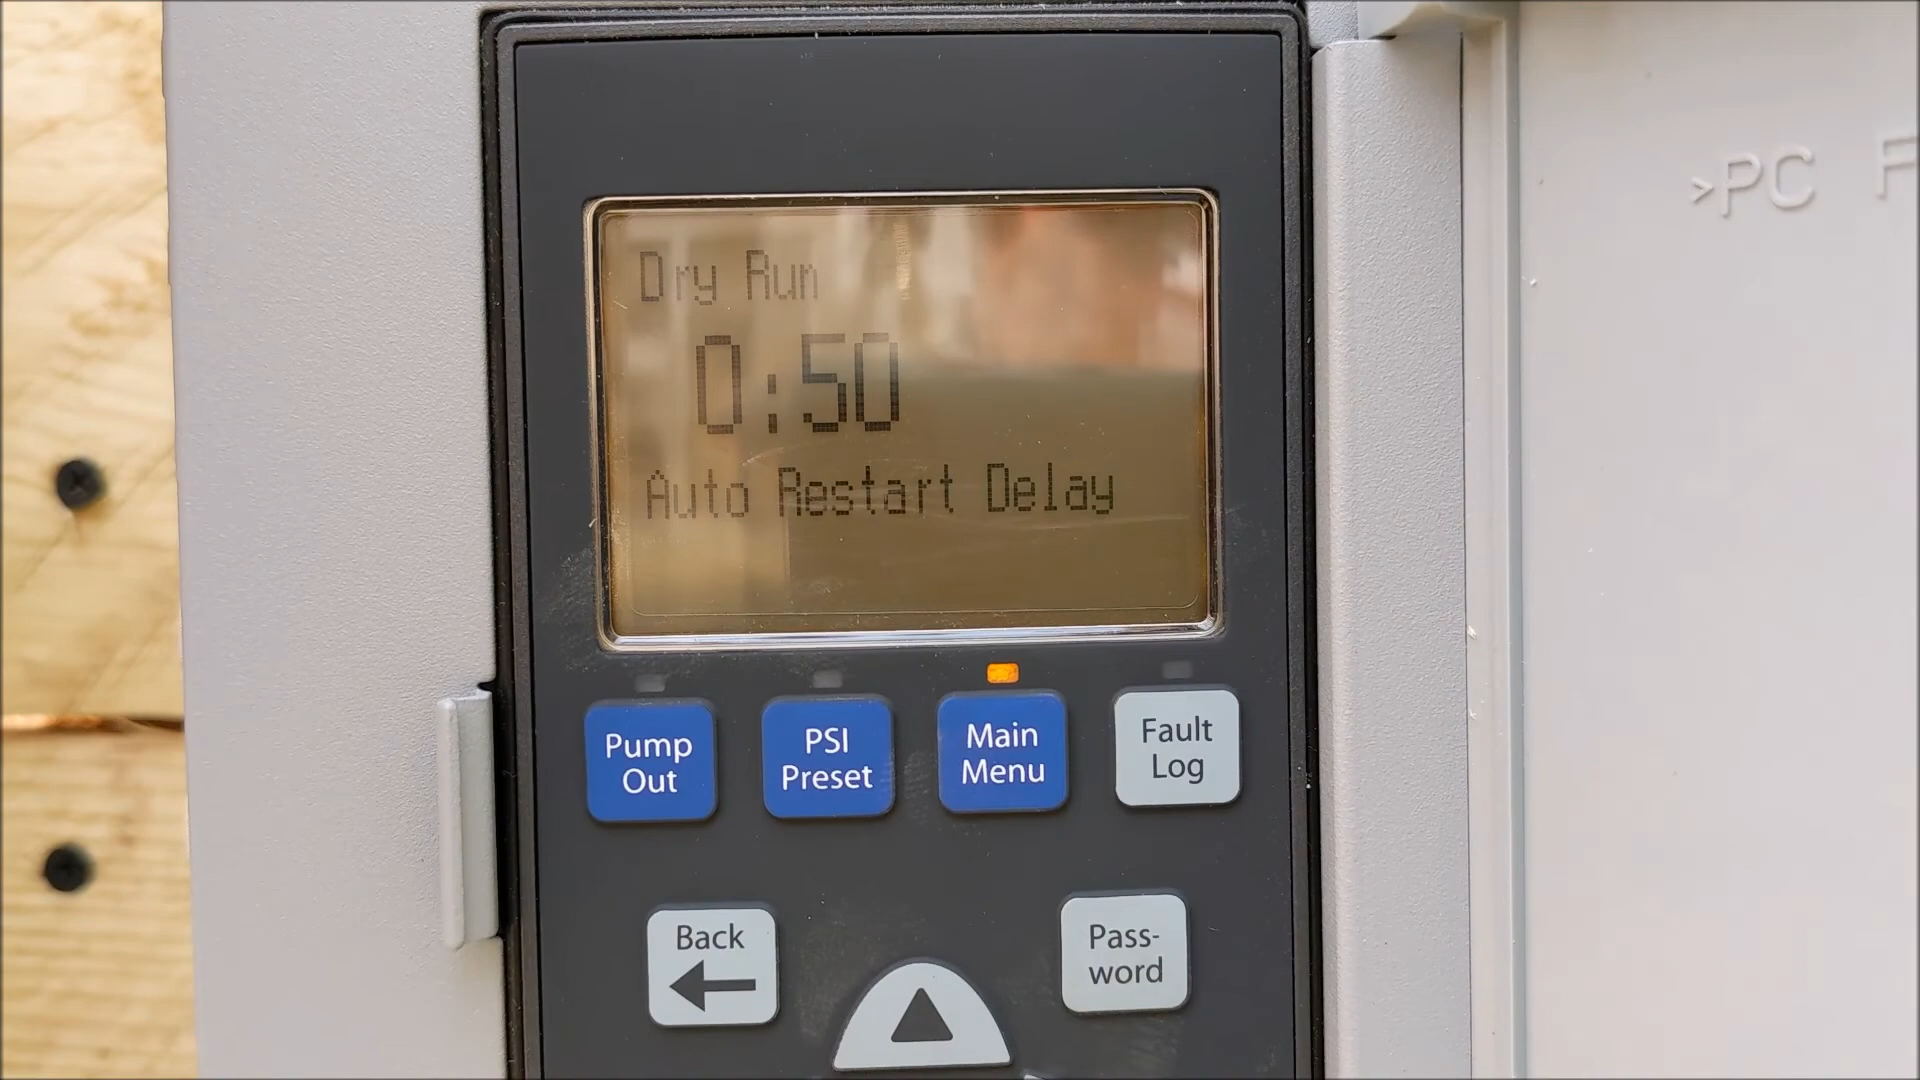 >PC F
Dry Run
0:50
Auto Restart Delay
Pump
Out
PSI
Preset
Main
Menu
Fault
Log
Back
Pass-
word